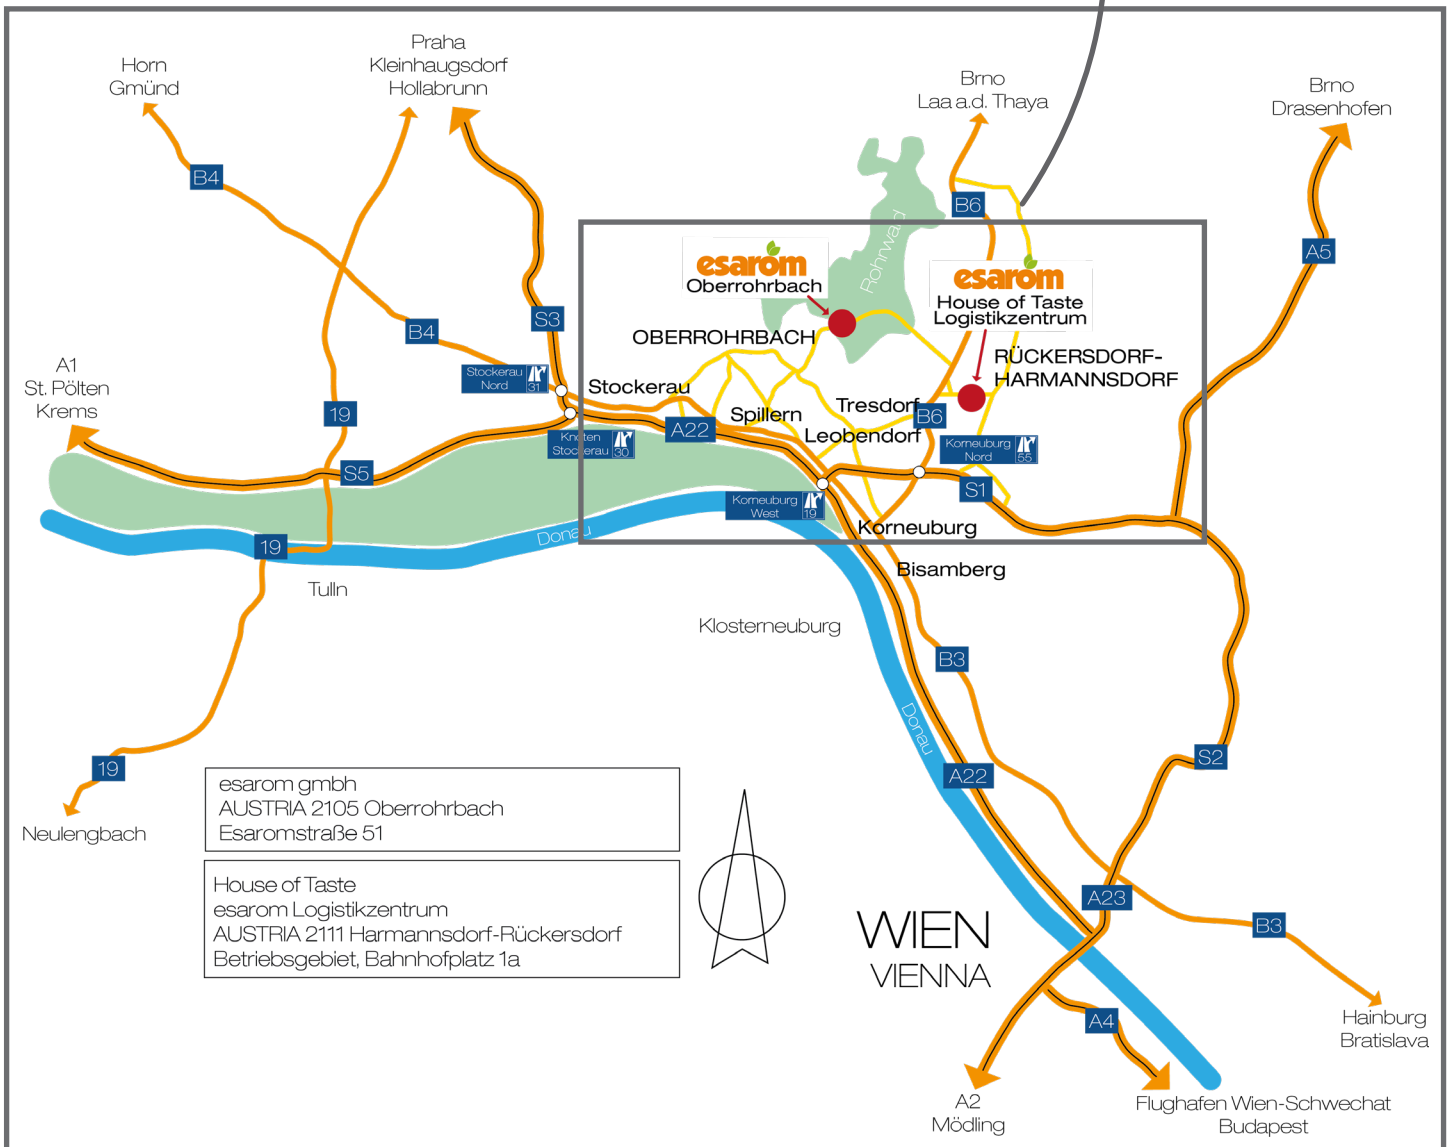 Praha
Kleinhaugsdorf
Hollabrunn
Horn
Gmünd
Brno
Laa a.d. Thaya
Brno
Drasenhofen
B4
B6
Rohrwald
A5
esarom
Oberrohrbach
esarom
House of Taste
Logistikzentrum
S3
B4
OBERROHRBACH
RÜCKERSDORF-
HARMANNSDORF
A1
St. Pölten
Krems
Stockerau
Nord
31
Stockerau
19
Spillern
Tresdorf
B6
A22
Leobendorf
Knoten
Stockerau
30
Korneuburg
Nord
55
S5
S1
Korneuburg
West
19
Korneuburg
Donau
19
Bisamberg
Tulln
Klosterneuburg
B3
Donau
S2
19
A22
Neulengbach
esarom gmbh
AUSTRIA 2105 Oberrohrbach
Esaromstraße 51
House of Taste
esarom Logistikzentrum
AUSTRIA 2111 Harmannsdorf-Rückersdorf
Betriebsgebiet, Bahnhofplatz 1a
A23
B3
WIEN
VIENNA
A4
Hainburg
Bratislava
A2
Mödling
Flughafen Wien-Schwechat
Budapest